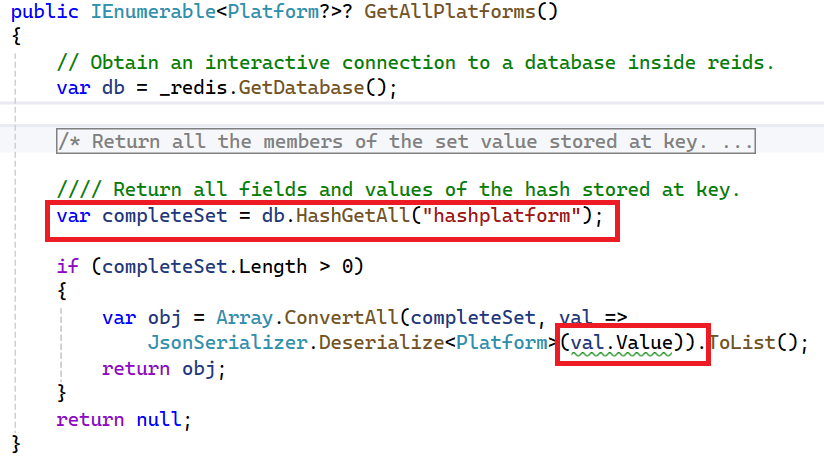 public IEnumerable<Platform?>? GetAllPlatforms()
{
// Obtain an interactive connection to a database inside reids.
var db = _redis.GetDatabase();
/* Return all the members of the set value stored at key. ...
//// Return all fields and values of the hash stored at key.
var completeSet = db.HashGetAll("hashplatform");
if (completeSet.Length > 0)
{
var obj = Array.ConvertAll(completeSet, val =>
JsonSerializer.Deserialize<Platform>(val.Value)).ToList();
return obj;
}
return null;
}